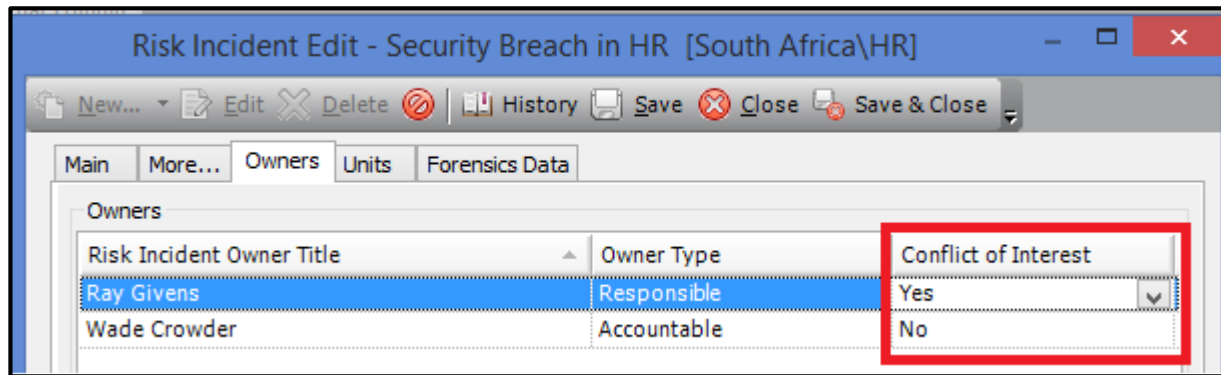 Risk Incident Edit - Security Breach in HR [South Africa\HR]
New... Edit Delete History Save Close Save & Close
Main More... Owners Units Forensics Data
Owners
Risk Incident Owner Title Owner Type Conflict of Interest
Ray Givens Responsible Yes
Wade Crowder Accountable No